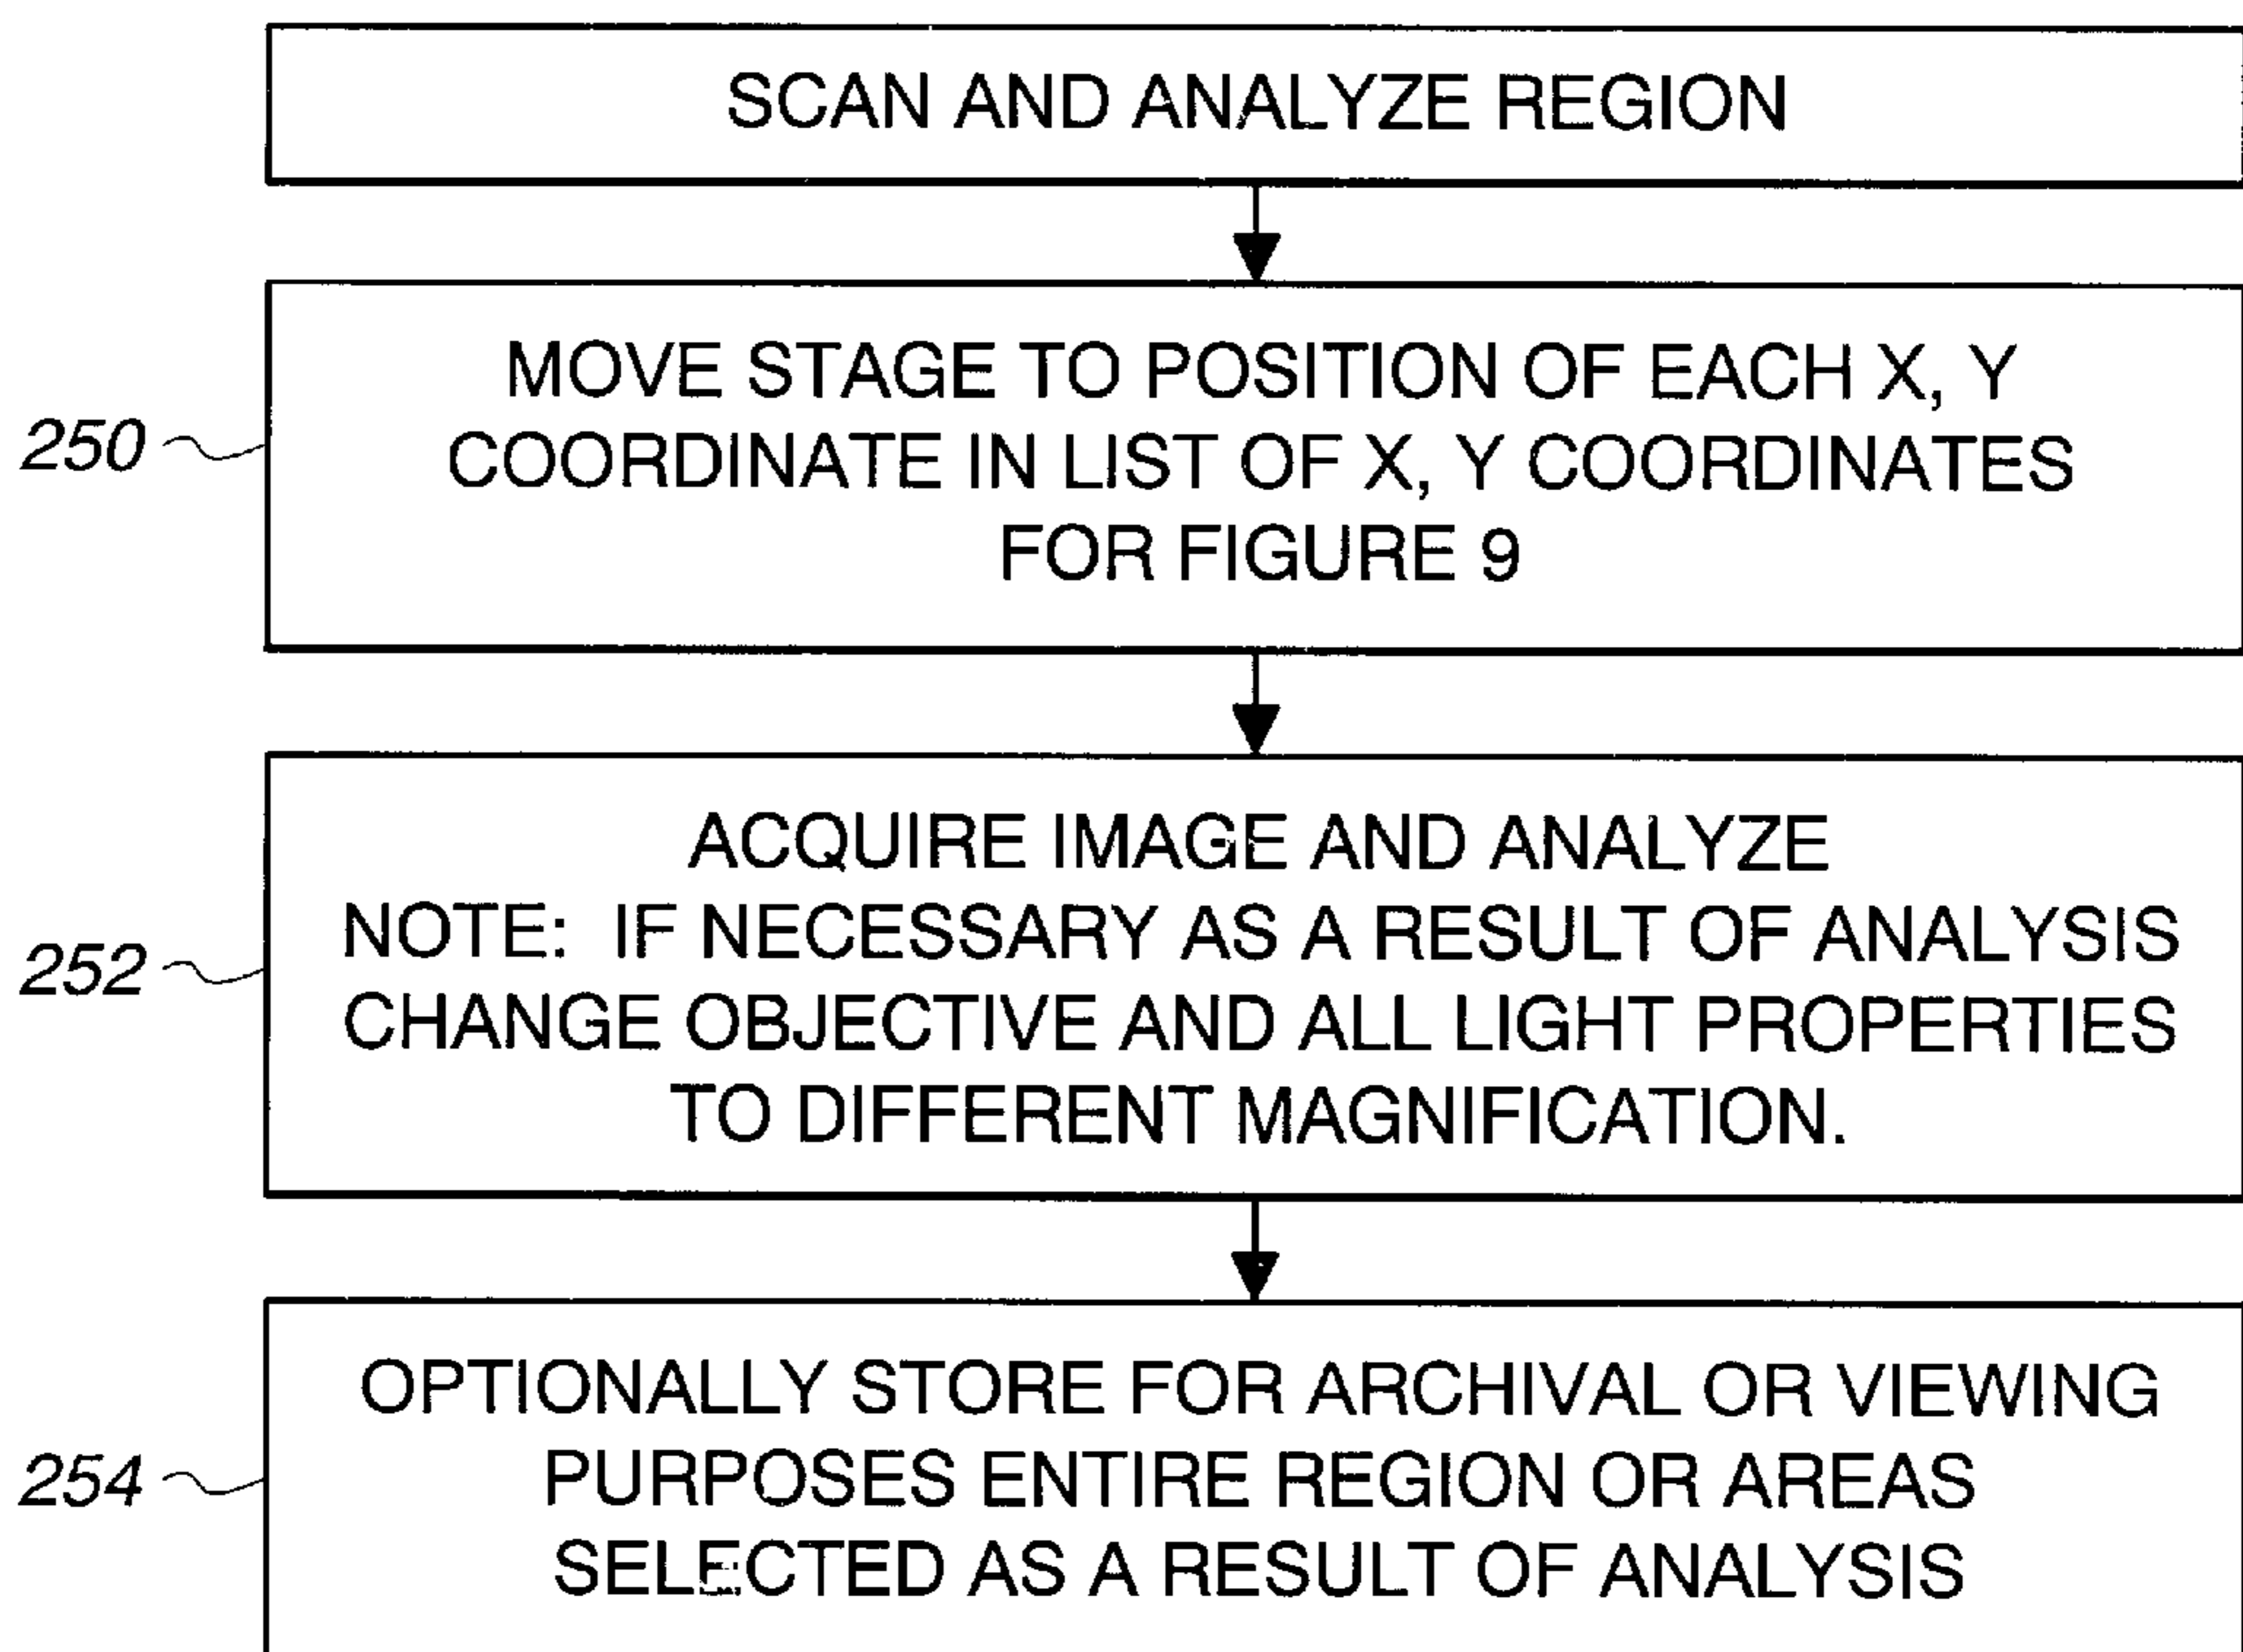 SCAN AND ANALYZE REGION
250
MOVE STAGE TO POSITION OF EACH X, Y
COORDINATE IN LIST OF X, Y COORDINATES
FOR FIGURE 9
252
ACQUIRE IMAGE AND ANALYZE
NOTE: IF NECESSARY AS A RESULT OF ANALYSIS
CHANGE OBJECTIVE AND ALL LIGHT PROPERTIES
TO DIFFERENT MAGNIFICATION.
254
OPTIONALLY STORE FOR ARCHIVAL OR VIEWING
PURPOSES ENTIRE REGION OR AREAS
SELECTED AS A RESULT OF ANALYSIS